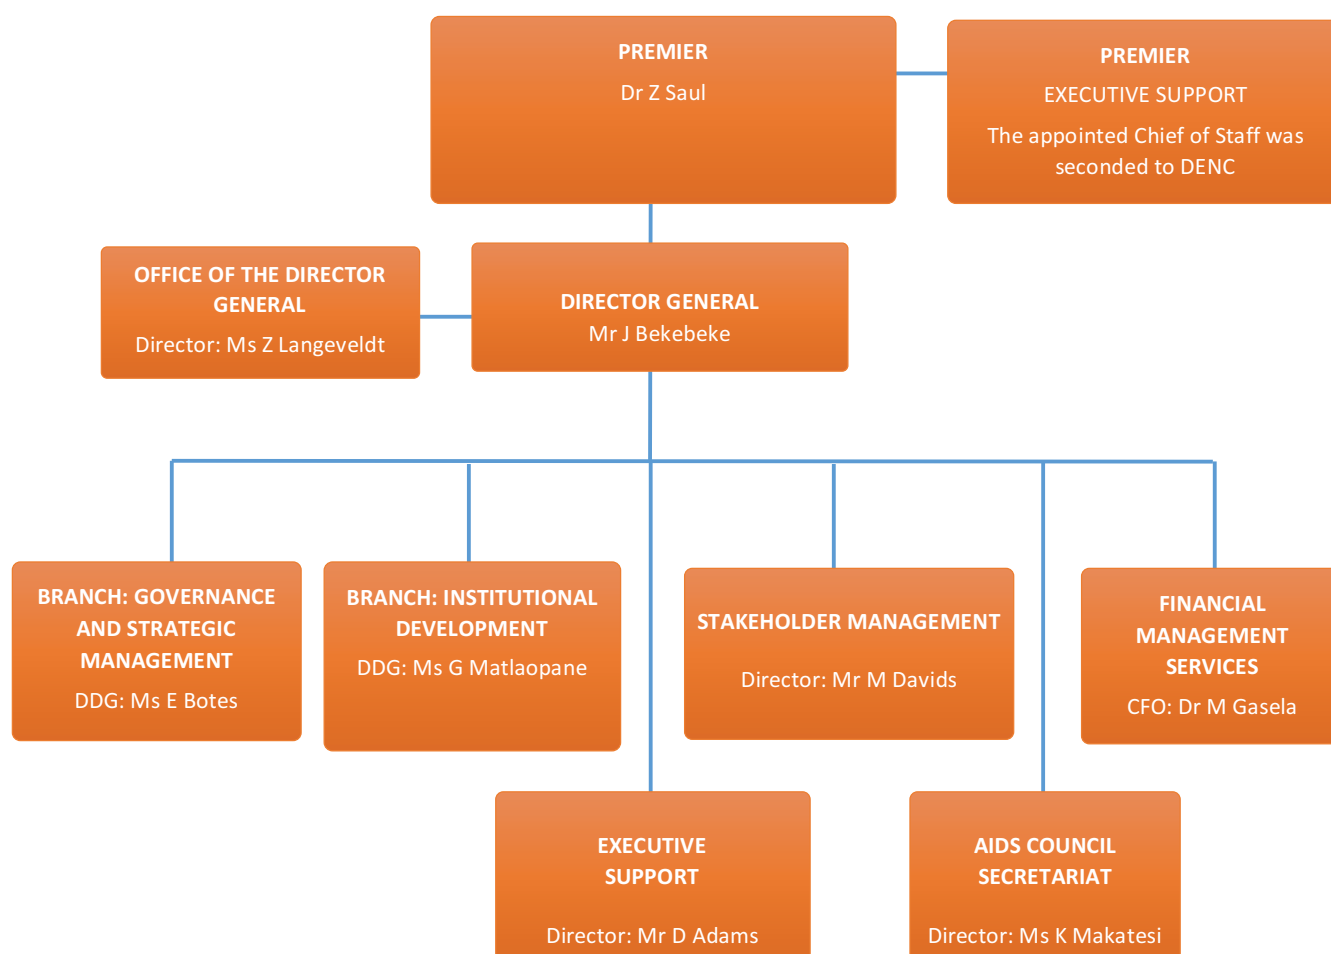 PREMIER
Dr Z Saul
PREMIER
EXECUTIVE SUPPORT
The appointed Chief of Staff was
seconded to DENC
OFFICE OF THE DIRECTOR
GENERAL
Director: Ms Z Langeveldt
DIRECTOR GENERAL
Mr J Bekebeke
BRANCH: GOVERNANCE
AND STRATEGIC
MANAGEMENT
DDG: Ms E Botes
BRANCH: INSTITUTIONAL
DEVELOPMENT
DDG: Ms G Matlaopane
STAKEHOLDER MANAGEMENT
Director: Mr M Davids
FINANCIAL
MANAGEMENT
SERVICES
CFO: Dr M Gasela
EXECUTIVE
SUPPORT
Director: Mr D Adams
AIDS COUNCIL
SECRETARIAT
Director: Ms K Makatesi